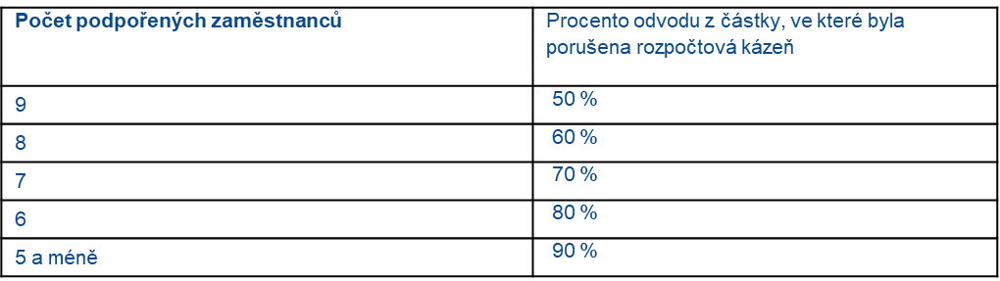 Počet podpořených zaměstnanců
Procento odvodu z částky, ve které byla
porušena rozpočtová kázeň
9
50 %
8
60 %
7
70 %
6
80 %
5 a méně
90 %